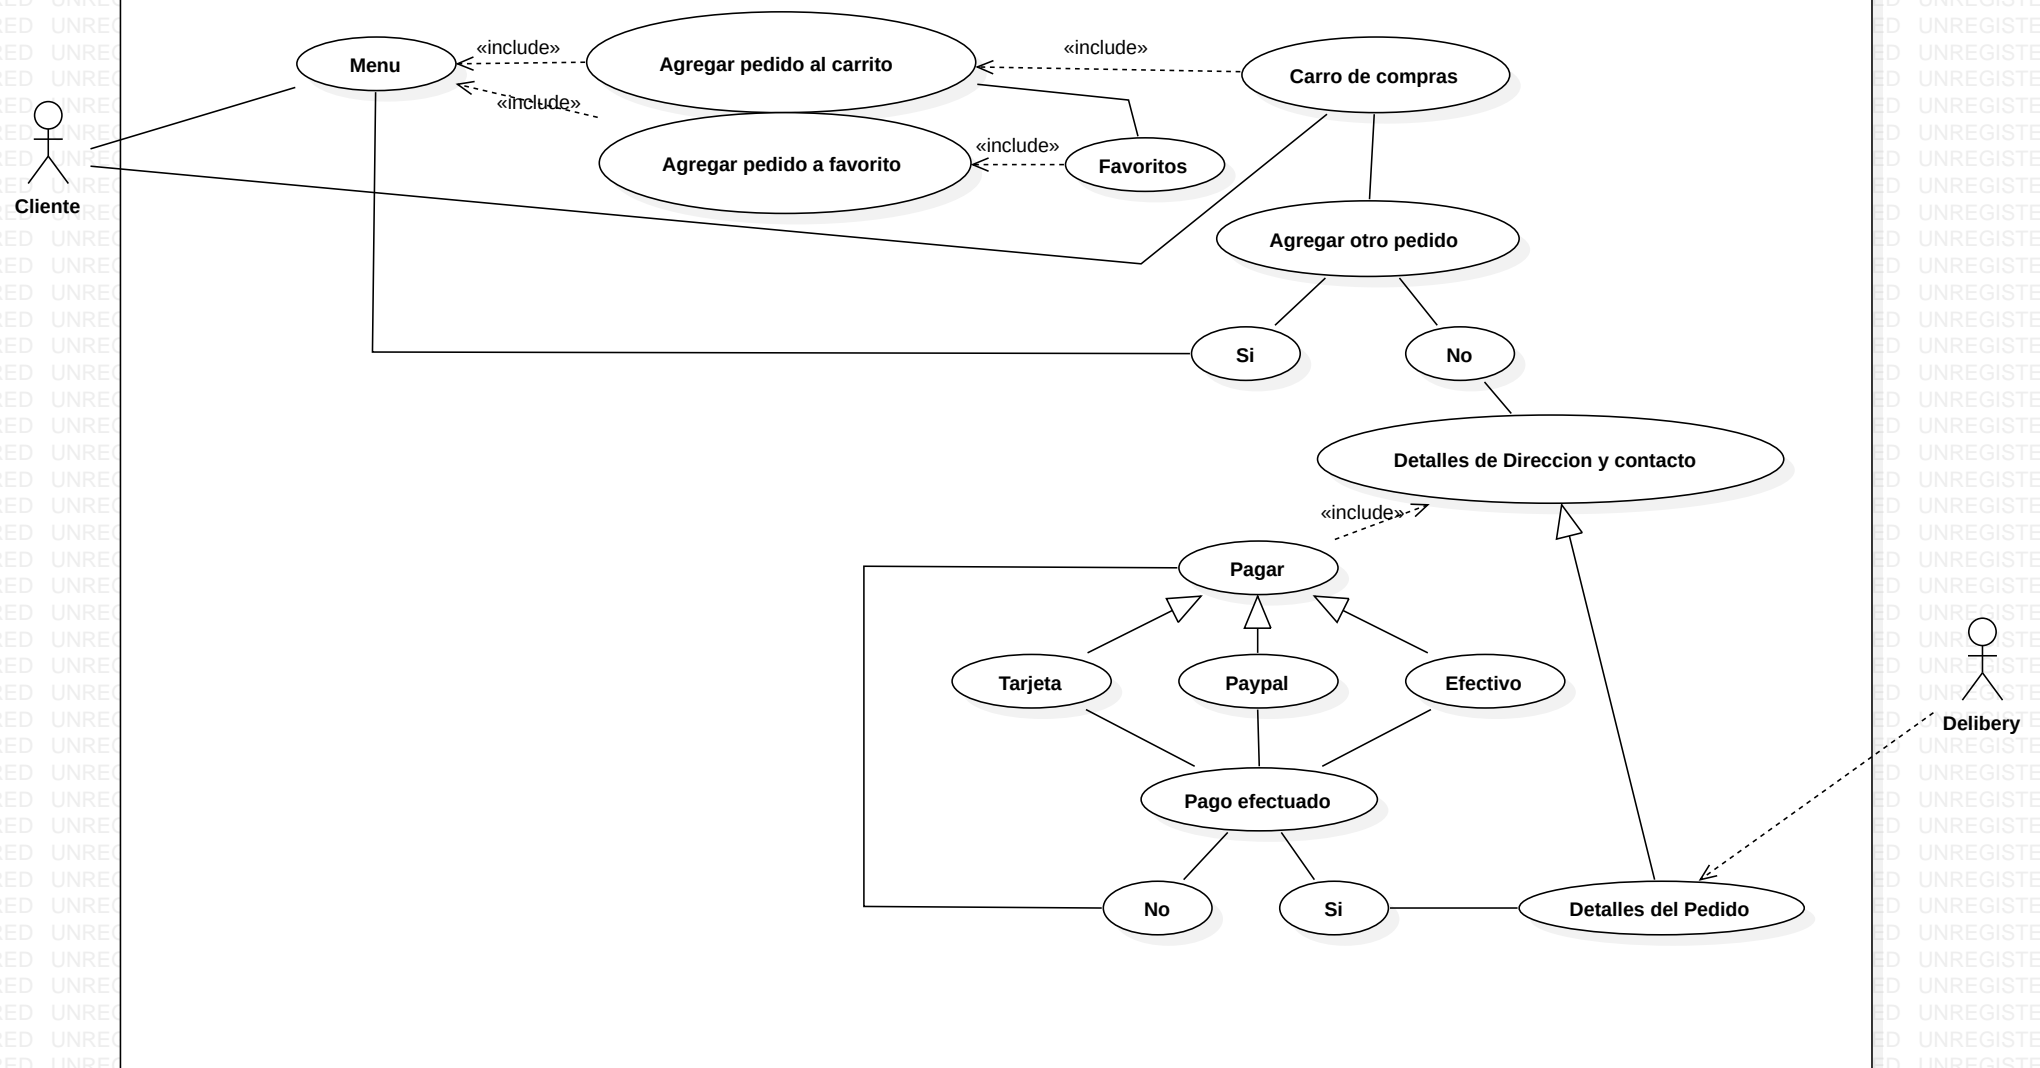 Menu
«include»
Agregar pedido al carrito
«include»
Carro de compras
«include»
Agregar pedido a favorito
«include»
Favoritos
Cliente
Agregar otro pedido
Si
No
Detalles de Direccion y contacto
«include»
Pagar
Tarjeta
Paypal
Efectivo
Delibery
Pago efectuado
No
Si
Detalles del Pedido
UNREGISTE